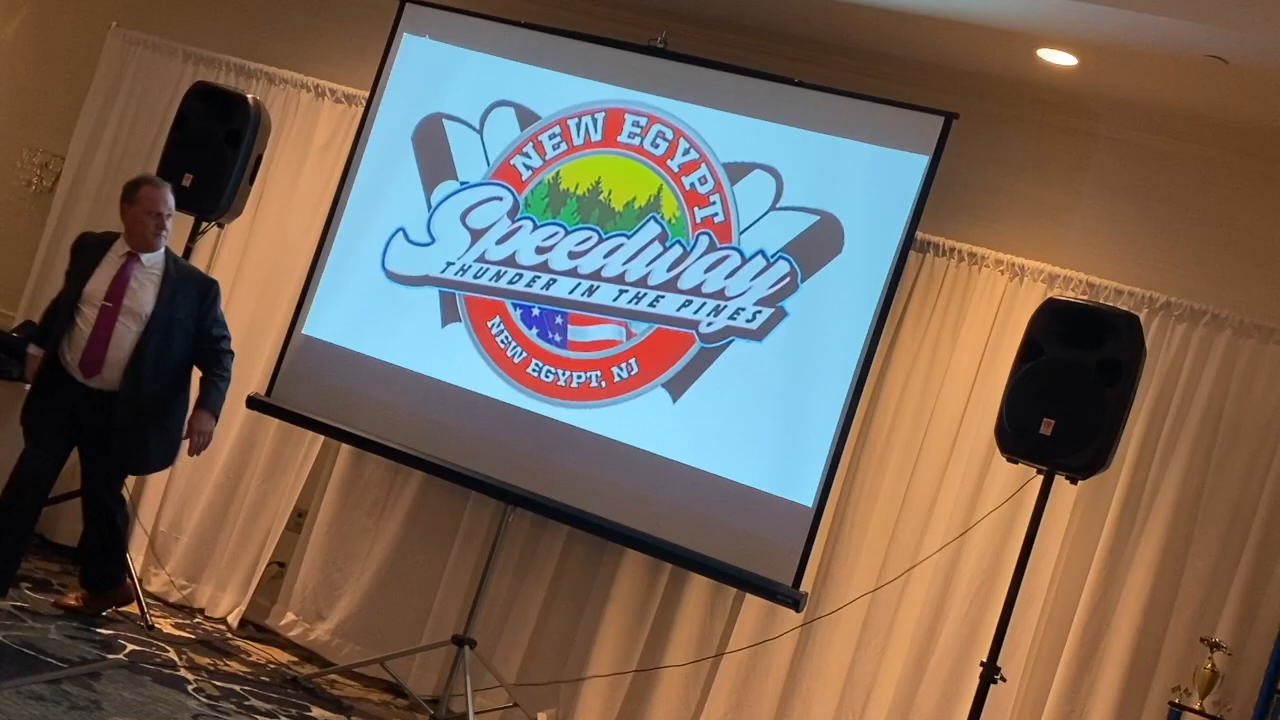 NEW EGYPT
Speedway
THUNDER IN THE PINES
NEW EGYPT, NJ